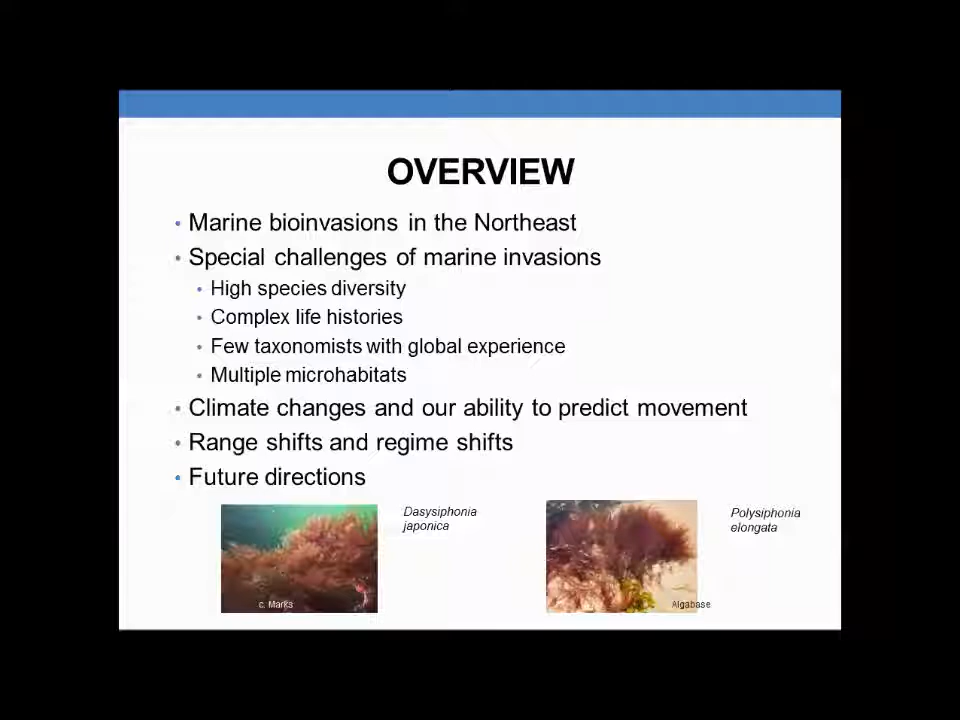 OVERVIEW
Marine bioinvasions in the Northeast
Special challenges of marine invasions
High species diversity
Complex life histories
Few taxonomists with global experience
Multiple microhabitats
Climate changes and our ability to predict movement
Range shifts and regime shifts
Future directions
Dasysiphonia
japonica
c. Marks
Polysiphonia
elongata
Algabase